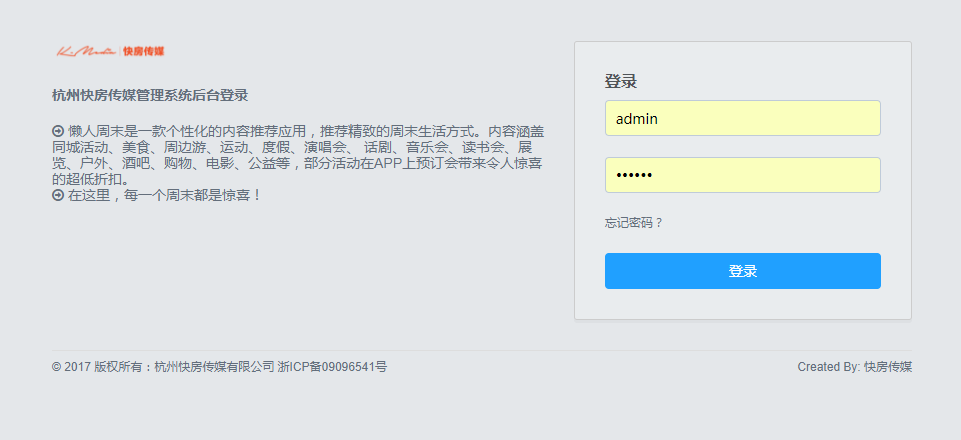 快房传媒
杭州快房传媒管理系统后台登录
懒人周末是一款个性化的内容推荐应用，推荐精致的周末生活方式。内容涵盖
同城活动、美食、周边游、运动、度假、演唱会、 话剧、音乐会、读书会、展
览、户外、酒吧、购物、电影、公益等，部分活动在APP上预订会带来令人惊喜
的超低折扣。
在这里，每一个周末都是惊喜！
登录
admin
••••••
忘记密码？
登录
© 2017 版权所有：杭州快房传媒有限公司 浙ICP备09096541号
Created By: 快房传媒